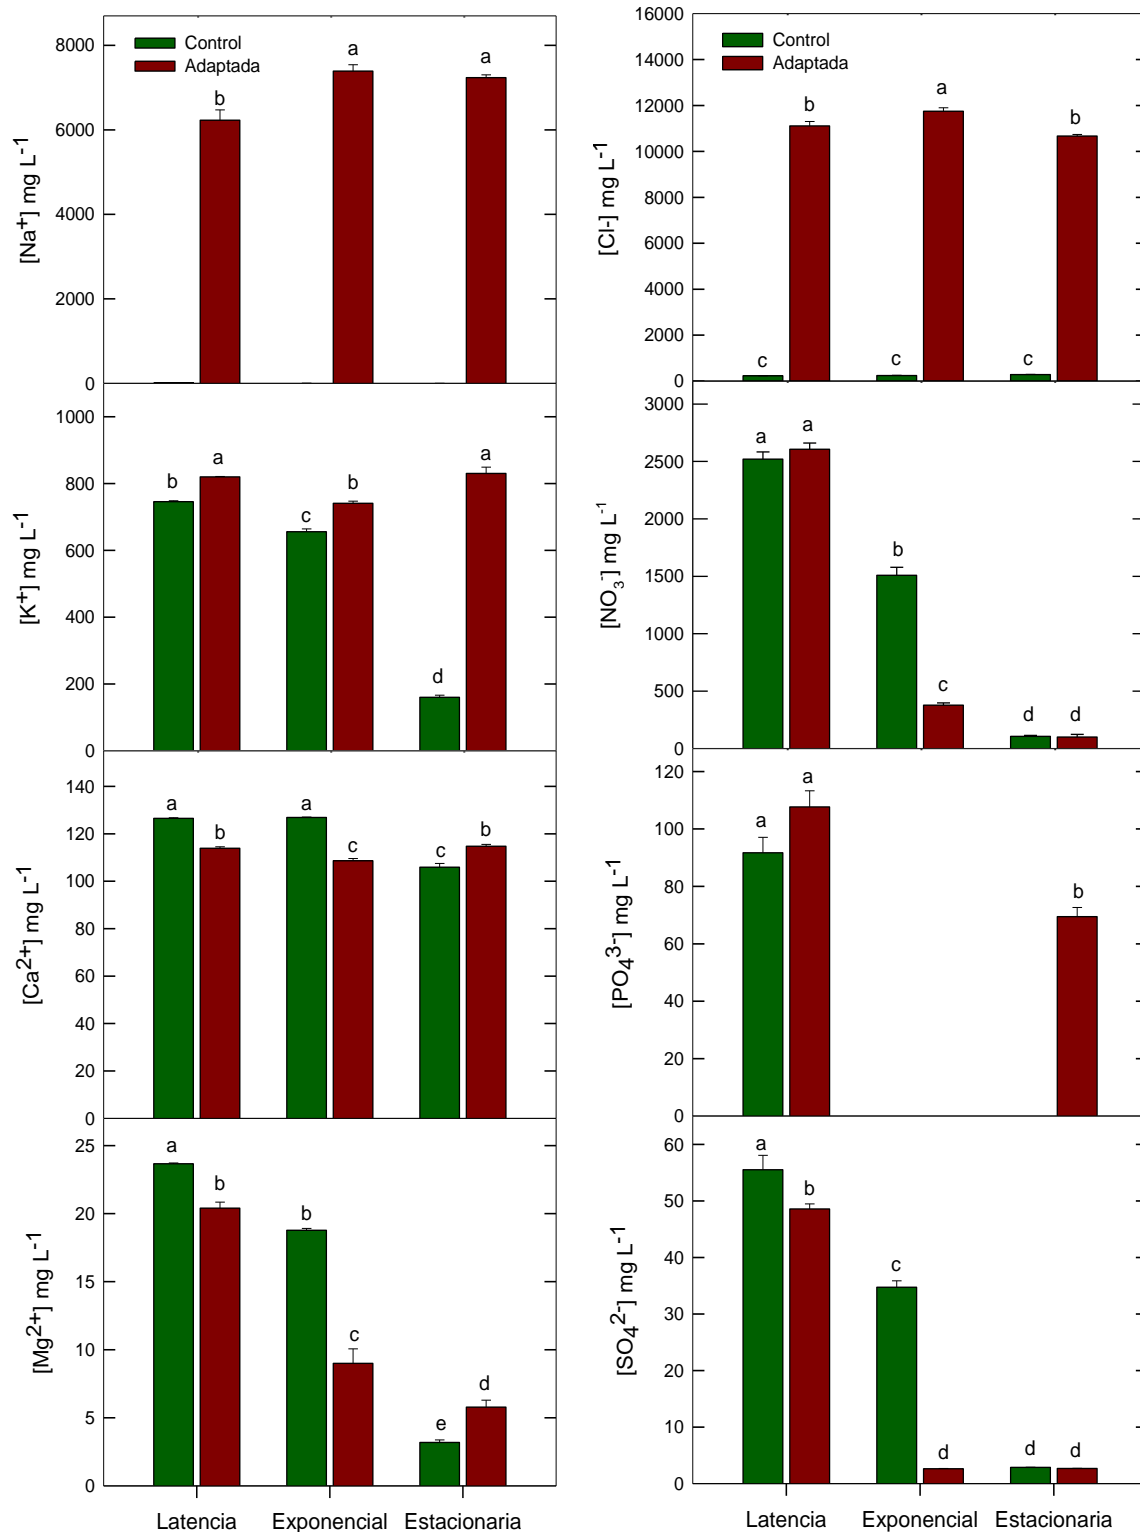 Control
Adaptada
[Na+] mg L-1
8000
6000
4000
2000
0
b
a
a
Control
Adaptada
[Cl-] mg L-1
16000
14000
12000
10000
8000
6000
4000
2000
0
c
b
c
a
c
b
[K+] mg L-1
1000
800
600
400
200
0
b
a
c
b
d
a
[NO3-] mg L-1
3000
2500
2000
1500
1000
500
0
a
a
b
c
d
d
[Ca2+] mg L-1
140
120
100
80
60
40
20
0
a
b
a
c
c
b
[PO43-] mg L-1
120
100
80
60
40
20
0
a
a
b
[Mg2+] mg L-1
25
20
15
10
5
0
a
b
b
c
e
d
Latencia Exponencial Estacionaria
[SO42-] mg L-1
60
50
40
30
20
10
0
a
b
c
d
d
d
Latencia Exponencial Estacionaria